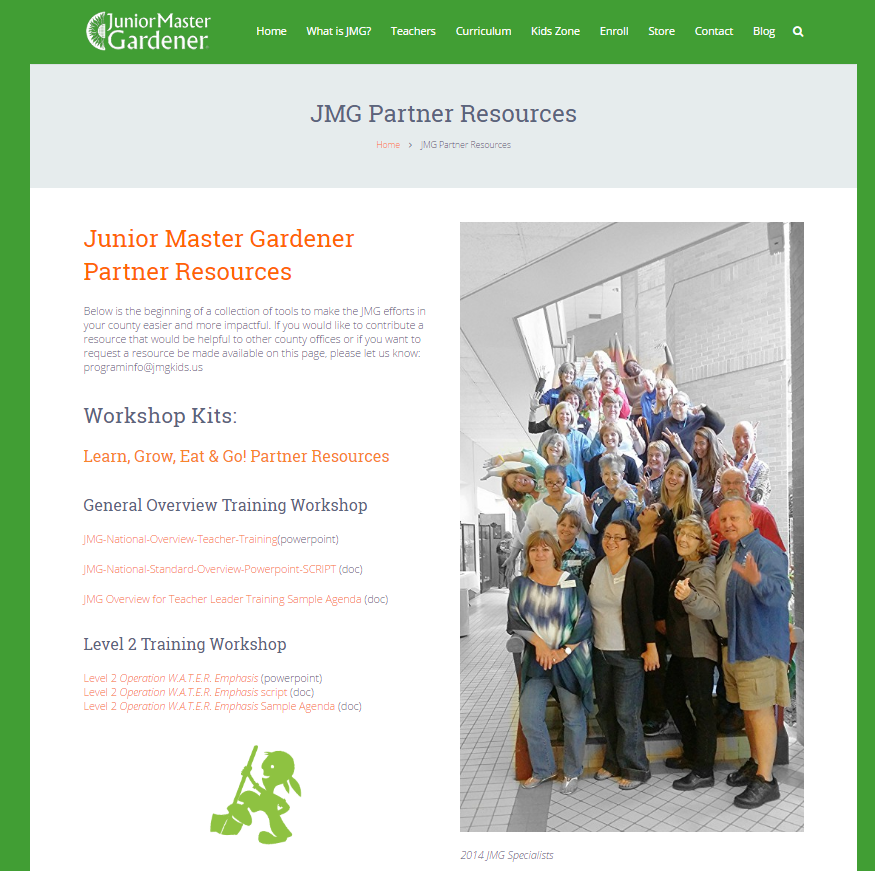 Junior Master
Gardener
Home What is JMG? Teachers Curriculum Kids Zone Enroll Store Contact Blog
JMG Partner Resources
Home > JMG Partner Resources
Junior Master Gardener
Partner Resources
Below is the beginning of a collection of tools to make the JMG efforts in
your county easier and more impactful. If you would like to contribute a
resource that would be helpful to other county offices or if you want to
request a resource be made available on this page, please let us know:
programinfo@jmgkids.us
Workshop Kits:
Learn, Grow, Eat & Go! Partner Resources
General Overview Training Workshop
JMG-National-Overview-Teacher-Training(powerpoint)
JMG-National-Standard-Overview-Powerpoint-SCRIPT (doc)
JMG Overview for Teacher Leader Training Sample Agenda (doc)
Level 2 Training Workshop
Level 2 Operation W.A.T.E.R. Emphasis (powerpoint)
Level 2 Operation W.A.T.E.R. Emphasis script (doc)
Level 2 Operation W.A.T.E.R. Emphasis Sample Agenda (doc)
2014 JMG Specialists